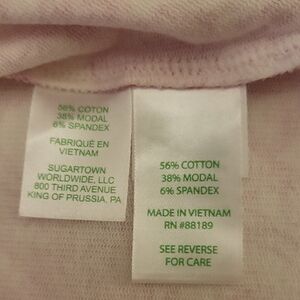 56% COTON
38% MODAL
6% SPANDEX
FABRIQUÉ EN
VIETNAM
SUGARTOWN
WORLDWIDE, LLC
800 THIRD AVENUE
KING OF PRUSSIA, PA
56% COTTON
38% MODAL
6% SPANDEX
MADE IN VIETNAM
RN #88189
SEE REVERSE
FOR CARE